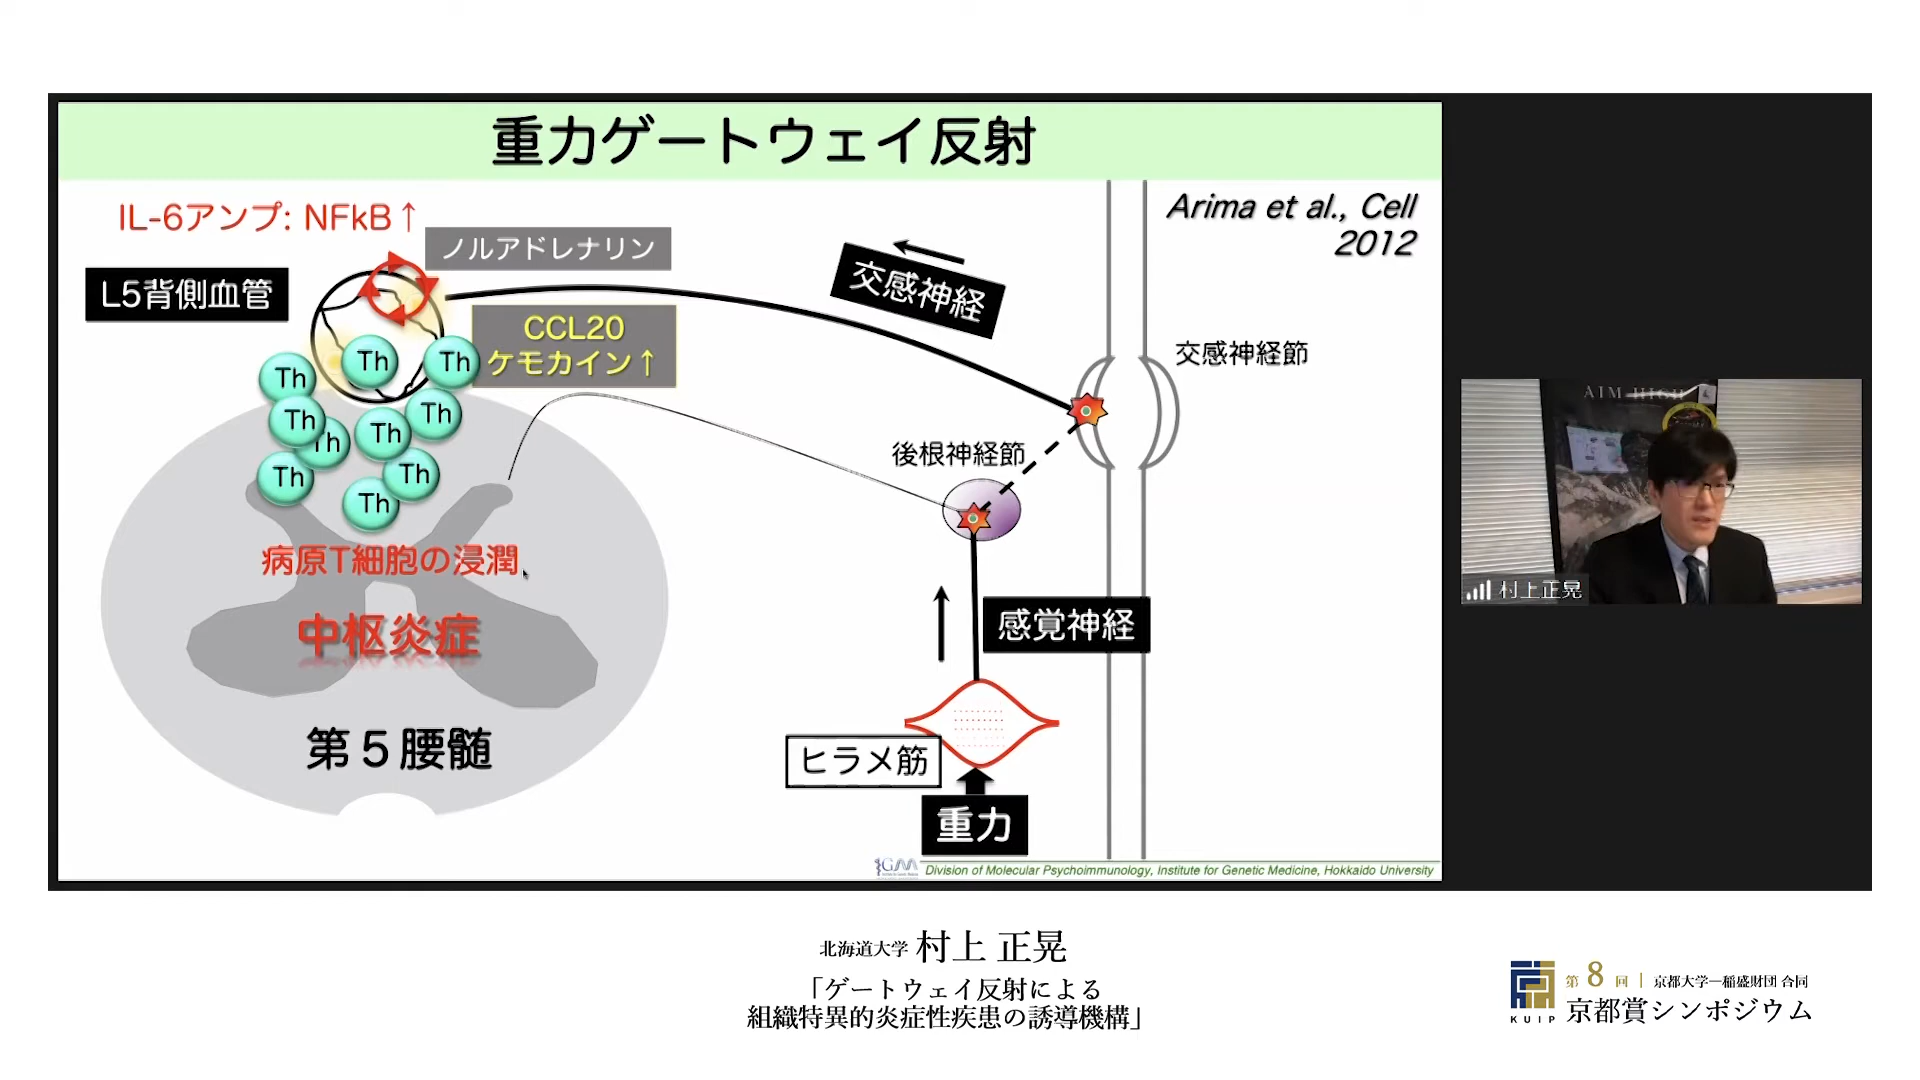 重力ゲートウェイ反射
Arima et al., Cell
2012
IL-6アンプ: NFkB↑
ノルアドレナリン
L5背側血管
CCL20
ケモカイン↑
交感神経
交感神経節
後根神経節
Th
Th
Th
Th
Th
Th
Th
Th
Th
Th
病原T細胞の浸潤
中枢炎症
第5腰髄
感覚神経
ヒラメ筋
重力
IGM
Division of Molecular Psychoimmunology, Institute for Genetic Medicine, Hokkaido University
AIM HIGH
村上正晃
北海道大学 村上 正晃
「ゲートウェイ反射による
組織特異的炎症性疾患の誘導機構」
KUIP
第8回 | 京都大学―稲盛財団 合同
京都賞シンポジウム